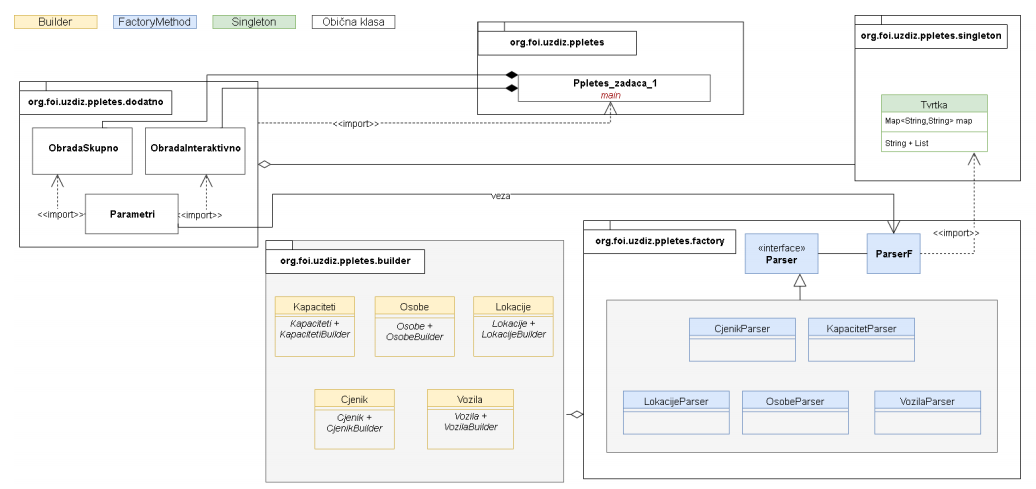 Builder
FactoryMethod
Singleton
Obična klasa
org.foi.uzdiz.ppletes
Ppletes_zadaca_1
main
org.foi.uzdiz.ppletes.singleton
Tvrtka
Map<String,String> map
String + List
org.foi.uzdiz.ppletes.dodatno
ObradaSkupno
ObradaInteraktivno
Parametri
<<import>>
<<import>>
<<import>>
veza
<<import>>
org.foi.uzdiz.ppletes.builder
Kapaciteti
Kapaciteti +
KapacitetiBuilder
Osobe
Osobe +
OsobeBuilder
Lokacije
Lokacije +
LokacijeBuilder
Cjenik
Cjenik +
CjenikBuilder
Vozila
Vozila +
VozilaBuilder
org.foi.uzdiz.ppletes.factory
«interface»
Parser
ParserF
CjenikParser
KapacitetParser
LokacijeParser
OsobeParser
VozilaParser